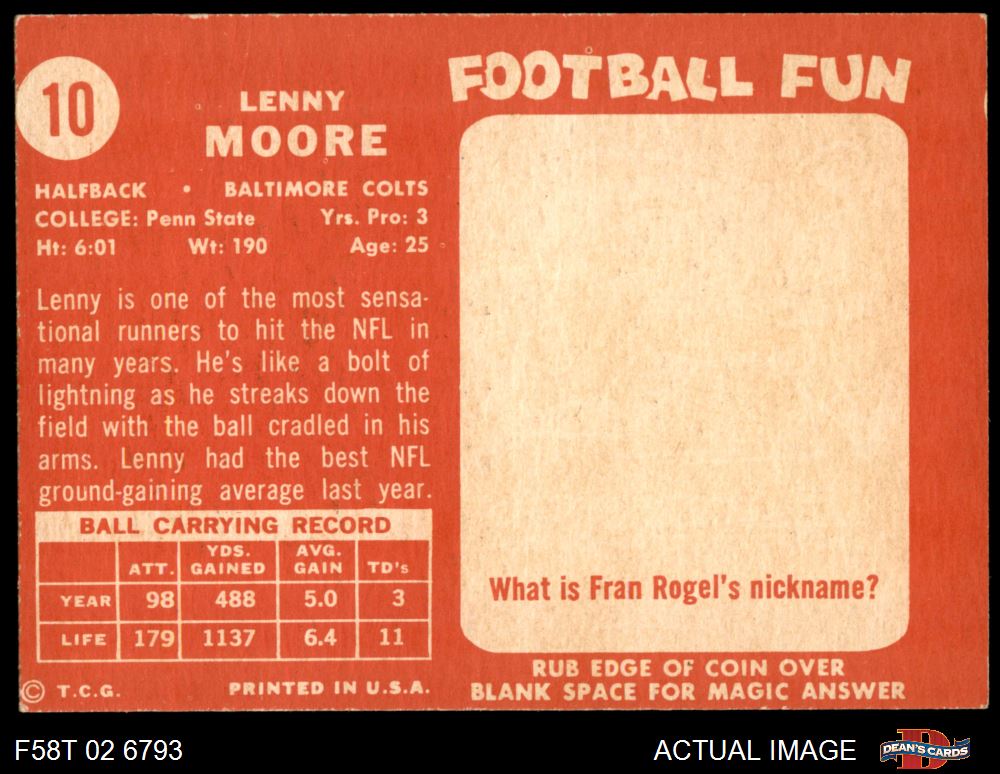 10
LENNY
MOORE
HALFBACK • BALTIMORE COLTS
COLLEGE: Penn State Yrs. Pro: 3
Ht: 6:01 Wt: 190 Age: 25
Lenny is one of the most sensa-
tional runners to hit the NFL in
many years. He's like a bolt of
lightning as he streaks down the
field with the ball cradled in his
arms. Lenny had the best NFL
ground-gaining average last year.
BALL CARRYING RECORD
ATT. YDS. GAINED AVG. GAIN TD's
YEAR 98 488 5.0 3
LIFE 179 1137 6.4 11
© T.C.G. PRINTED IN U.S.A.
FOOTBALL FUN
What is Fran Rogel's nickname?
RUB EDGE OF COIN OVER
BLANK SPACE FOR MAGIC ANSWER
F58T 02 6793
ACTUAL IMAGE
D
DEAN'S CARDS